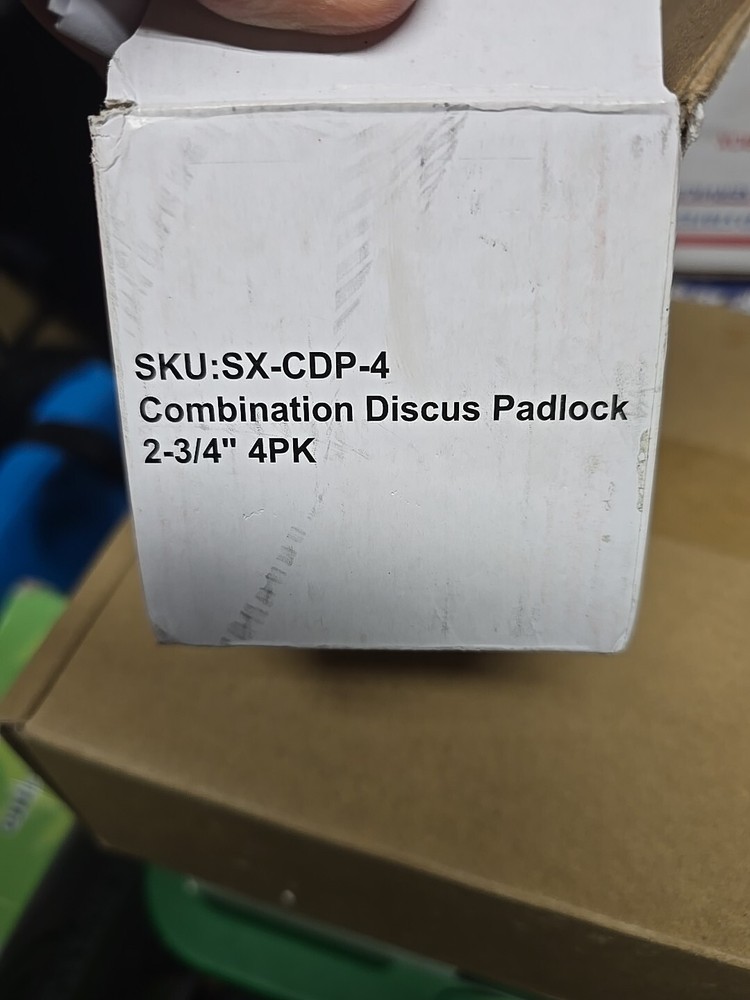 SKU:SX-CDP-4
Combination Discus Padlock
2-3/4" 4PK